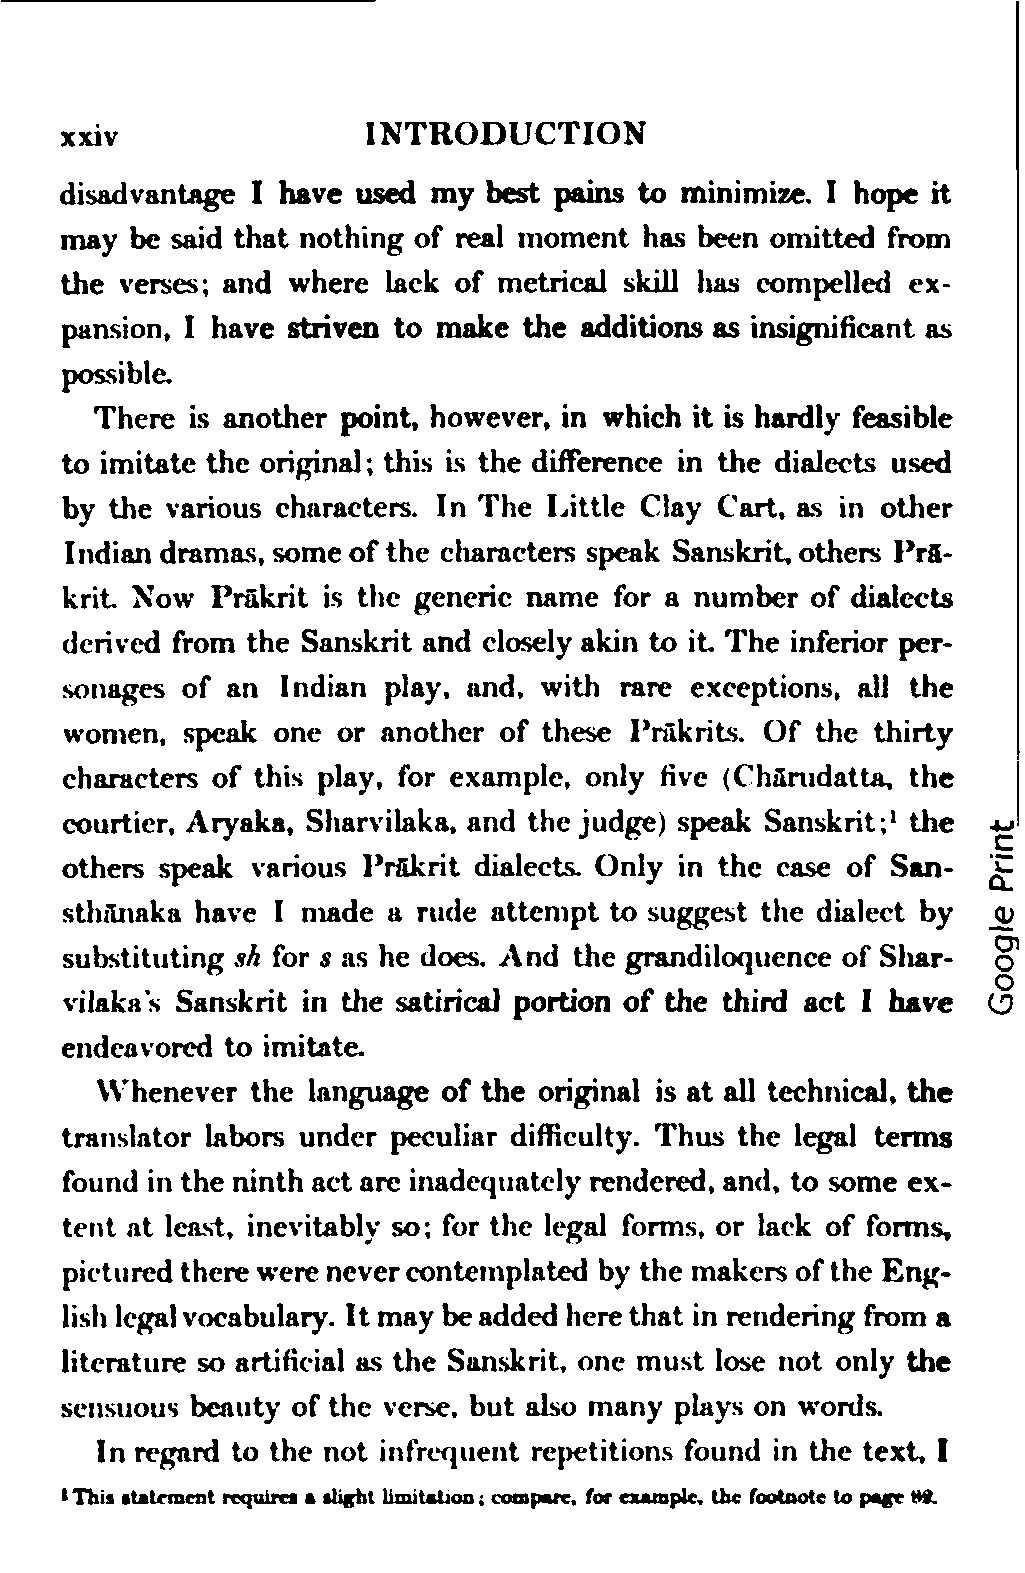 xxiv INTRODUCTION
disadvantage I have used my best pains to minimize. I hope it
may be said that nothing of real moment has been omitted from
the verses; and where lack of metrical skill has compelled ex-
pansion, I have striven to make the additions as insignificant as
possible.
There is another point, however, in which it is hardly feasible
to imitate the original; this is the difference in the dialects used
by the various characters. In The Little Clay Cart, as in other
Indian dramas, some of the characters speak Sanskrit, others Prā-
krit. Now Prākrit is the generic name for a number of dialects
derived from the Sanskrit and closely akin to it. The inferior per-
sonages of an Indian play, and, with rare exceptions, all the
women, speak one or another of these Prākrits. Of the thirty
characters of this play, for example, only five (Chārudatta, the
courtier, Aryaka, Sharvilaka, and the judge) speak Sanskrit;¹ the
others speak various Prākrit dialects. Only in the case of San-
sthānaka have I made a rude attempt to suggest the dialect by
substituting sh for s as he does. And the grandiloquence of Shar-
vilaka's Sanskrit in the satirical portion of the third act I have
endeavored to imitate.
Whenever the language of the original is at all technical, the
translator labors under peculiar difficulty. Thus the legal terms
found in the ninth act are inadequately rendered, and, to some ex-
tent at least, inevitably so; for the legal forms, or lack of forms,
pictured there were never contemplated by the makers of the Eng-
lish legal vocabulary. It may be added here that in rendering from a
literature so artificial as the Sanskrit, one must lose not only the
sensuous beauty of the verse, but also many plays on words.
In regard to the not infrequent repetitions found in the text, I
¹ This statement requires a slight limitation; compare, for example, the footnote to page
Google Print